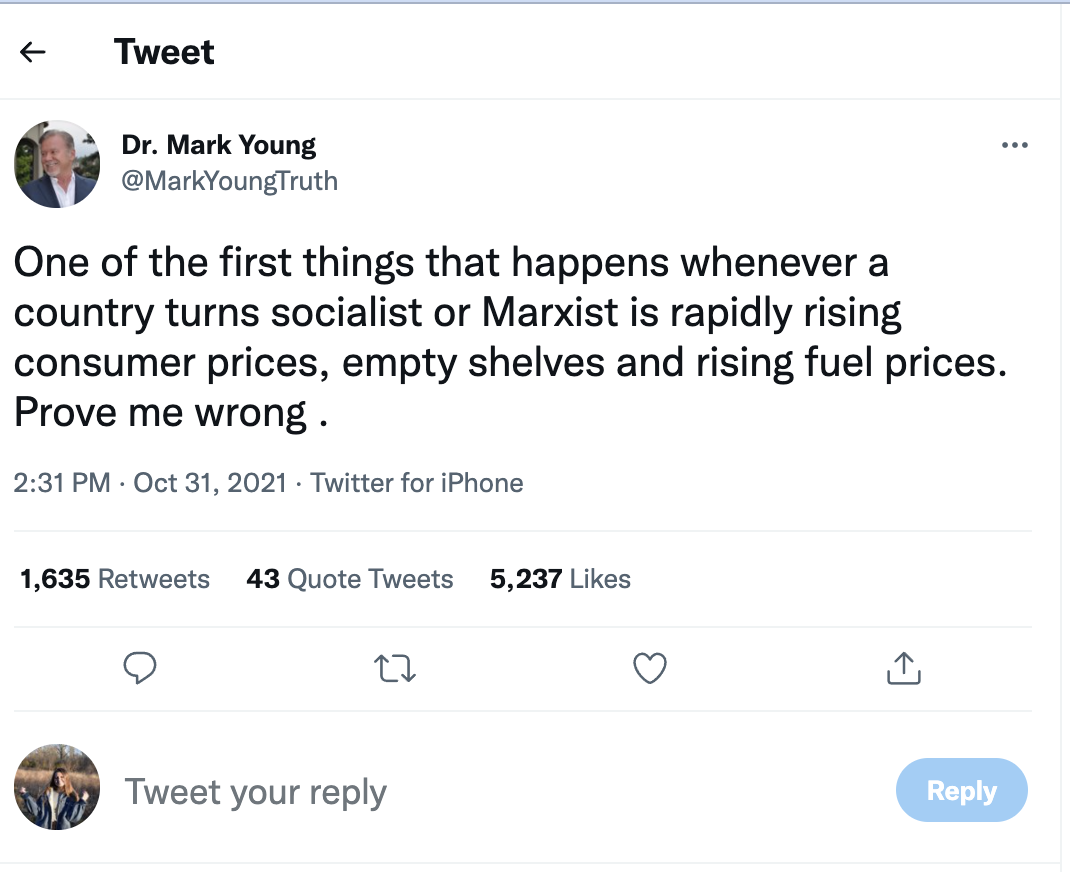 Tweet
Dr. Mark Young
@MarkYoungTruth
One of the first things that happens whenever a
country turns socialist or Marxist is rapidly rising
consumer prices, empty shelves and rising fuel prices.
Prove me wrong .
2:31 PM · Oct 31, 2021 · Twitter for iPhone
1,635 Retweets 43 Quote Tweets 5,237 Likes
Tweet your reply
Reply